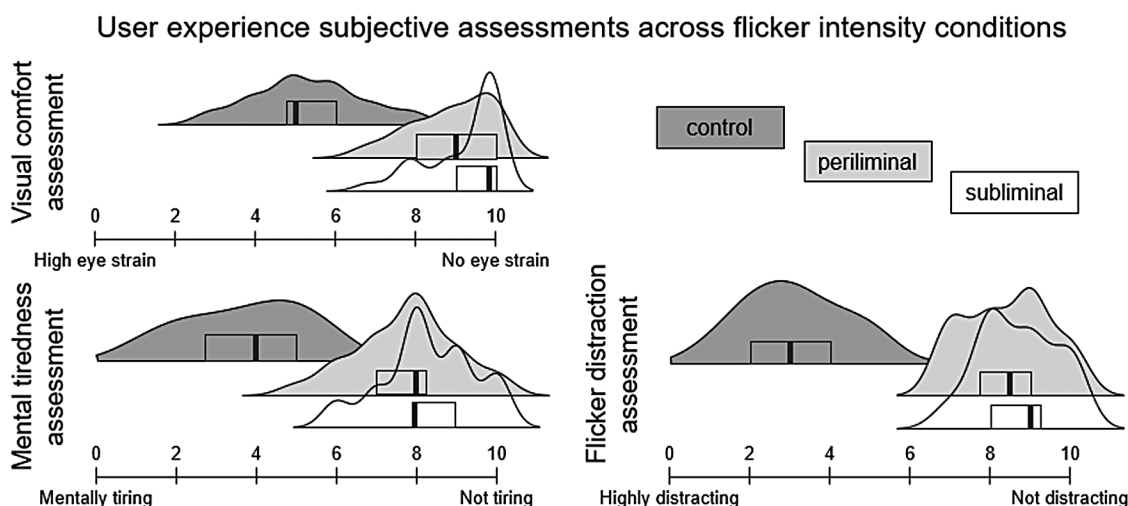 User experience subjective assessments across flicker intensity conditions
Visual comfort
assessment
0 2 4 6 8 10
High eye strain No eye strain
control
periliminal
subliminal
Mental tiredness
assessment
0 2 4 6 8 10
Mentally tiring Not tiring
Flicker distraction
assessment
0 2 4 6 8 10
Highly distracting Not distracting